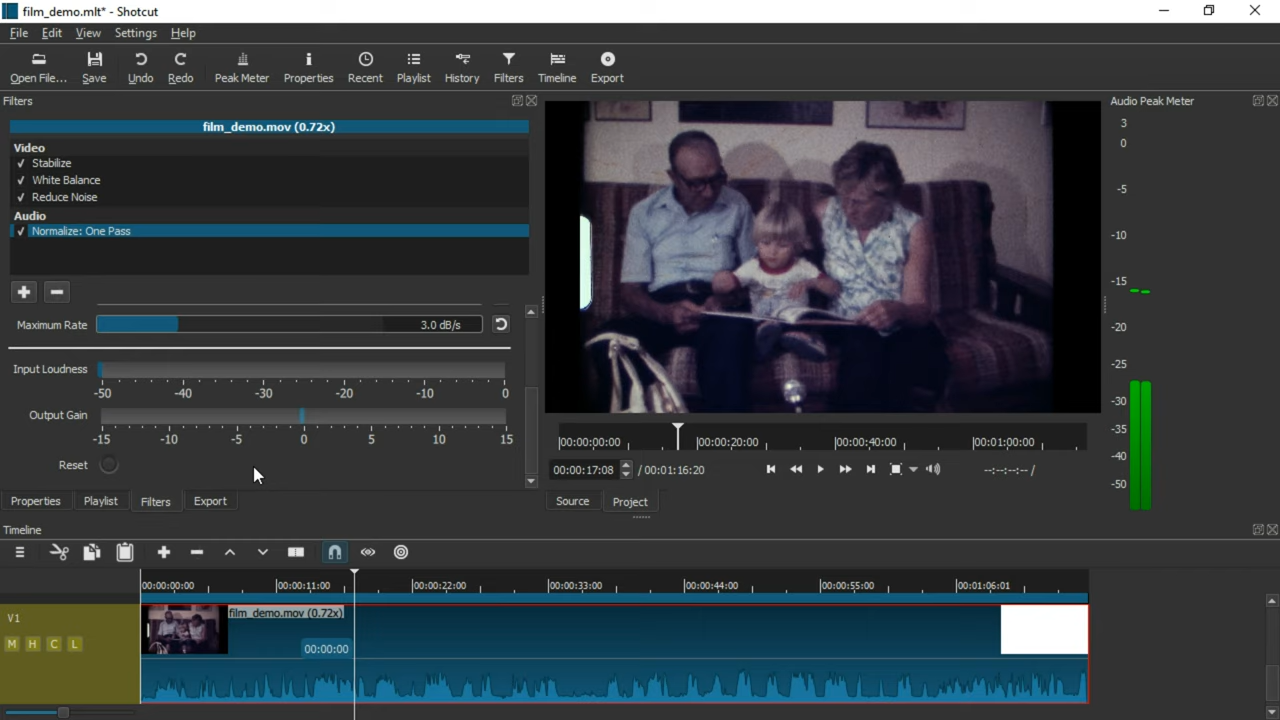 film_demo.mlt* - Shotcut
File Edit View Settings Help
Open File... Save Undo Redo Peak Meter Properties Recent Playlist History Filters Timeline Export
Filters
film_demo.mov (0.72x)
Video
✓ Stabilize
✓ White Balance
✓ Reduce Noise
Audio
✓ Normalize: One Pass
Maximum Rate 3.0 dB/s
Input Loudness
-50 -40 -30 -20 -10 0
Output Gain
-15 -10 -5 0 5 10 15
Reset
Properties Playlist Filters Export
00:00:00:00 00:00:20:00 00:00:40:00 00:01:00:00
00:00:17:08 / 00:01:16:20 --:--:--:-- /
Source Project
Audio Peak Meter
3
0
-5
-10
-15
-20
-25
-30
-35
-40
-50
Timeline
00:00:00:00 00:00:11:00 00:00:22:00 00:00:33:00 00:00:44:00 00:00:55:00 00:01:06:01
V1
film_demo.mov (0.72x)
M H C L
00:00:00